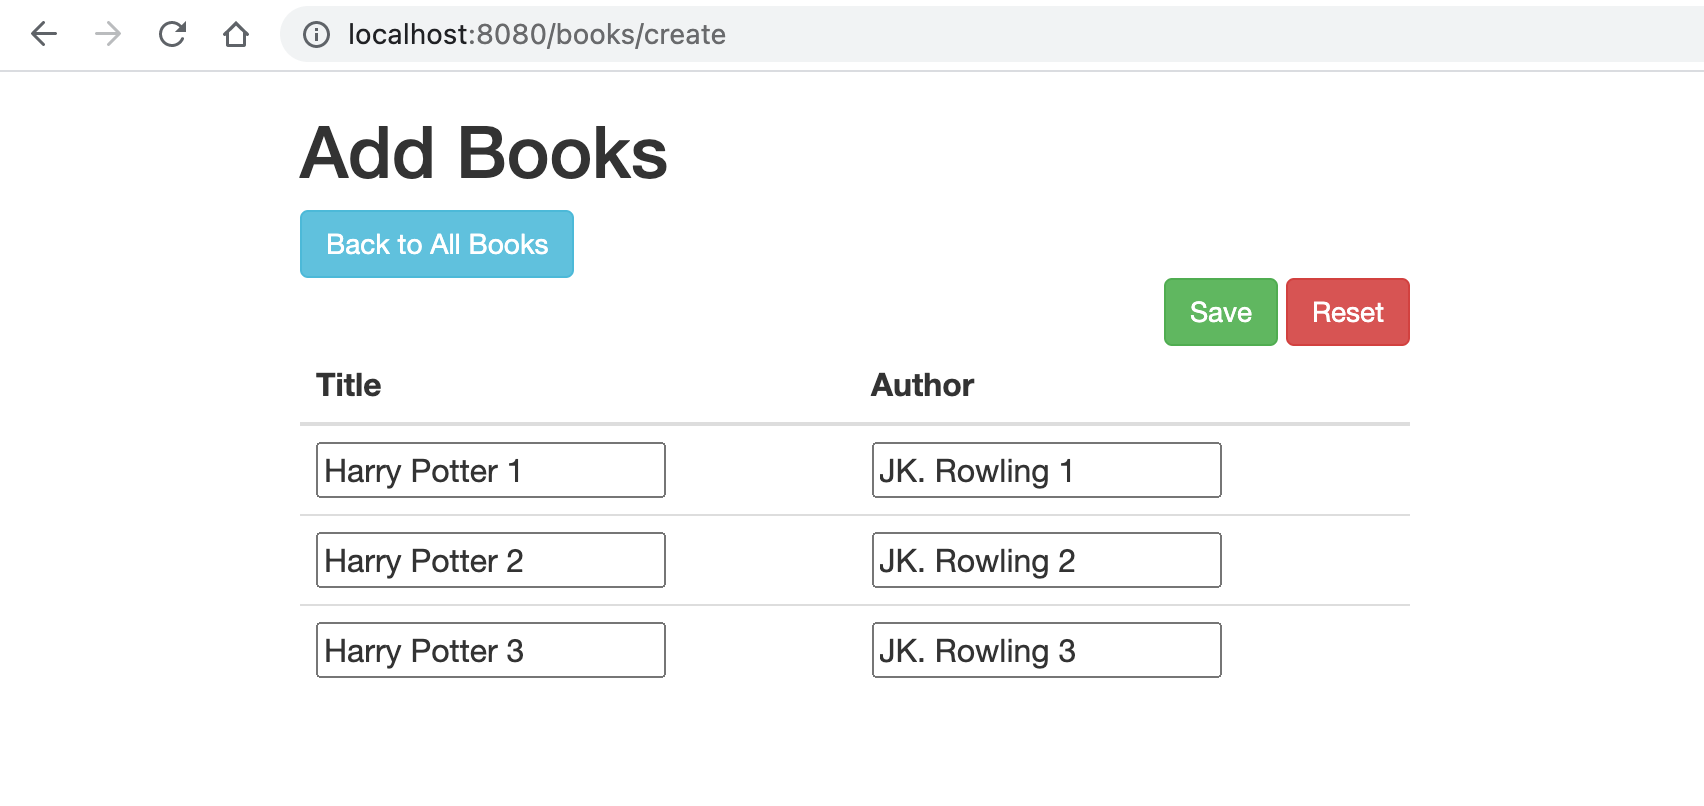 localhost:8080/books/create
Add Books
Back to All Books
Save Reset
Title Author
Harry Potter 1 JK. Rowling 1
Harry Potter 2 JK. Rowling 2
Harry Potter 3 JK. Rowling 3